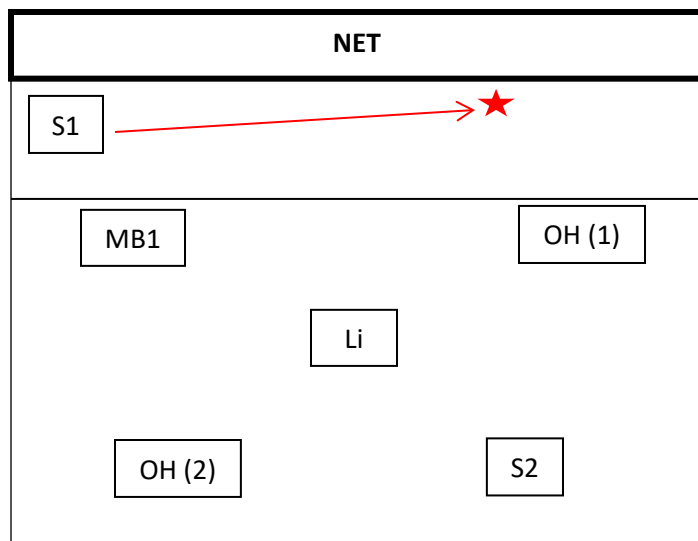 NET
S1
MB1
OH (1)
Li
OH (2)
S2